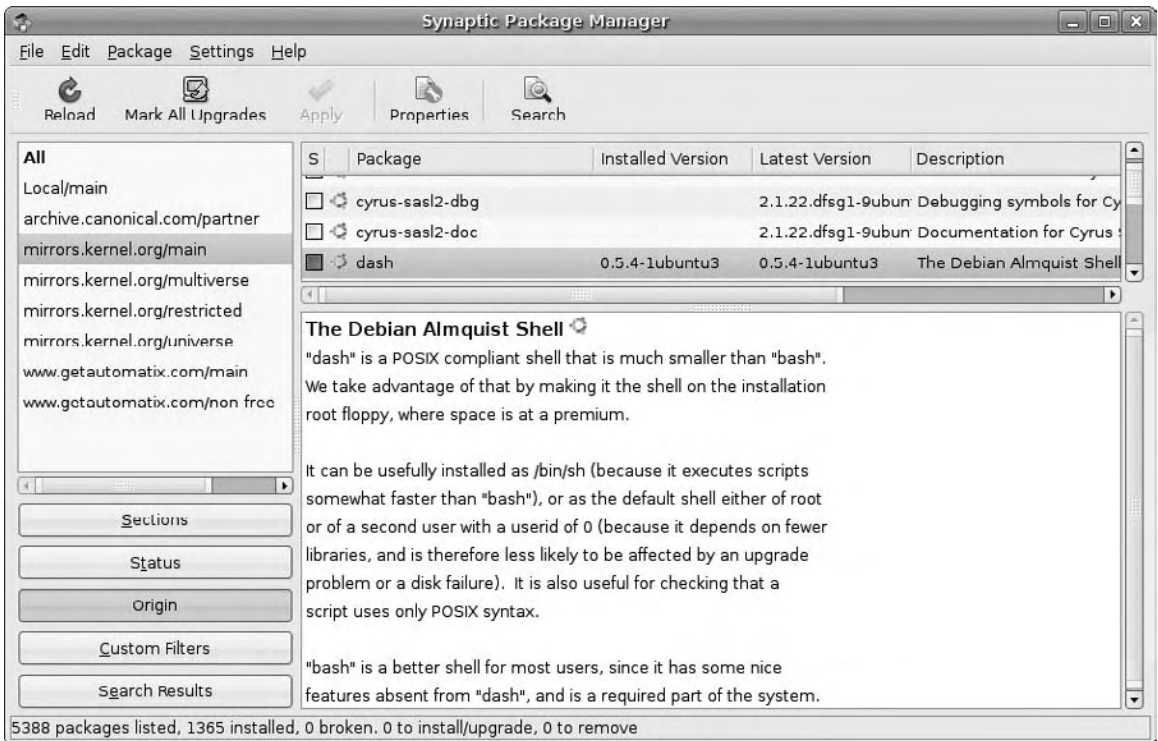 Synaptic Package Manager
File Edit Package Settings Help
Reload Mark All Upgrades Apply Properties Search
All
Local/main
archive.canonical.com/partner
mirrors.kernel.org/main
mirrors.kernel.org/multiverse
mirrors.kernel.org/restricted
mirrors.kernel.org/universe
www.getautomatix.com/main
www.getautomatix.com/non free
Sections
Status
Origin
Custom Filters
Search Results
S Package Installed Version Latest Version Description
cyrus-sasl2-dbg 2.1.22.dfsg1-9ubun Debugging symbols for Cy
cyrus-sasl2-doc 2.1.22.dfsg1-9ubun Documentation for Cyrus
dash 0.5.4-1ubuntu3 0.5.4-1ubuntu3 The Debian Almquist Shell
The Debian Almquist Shell
"dash" is a POSIX compliant shell that is much smaller than "bash".
We take advantage of that by making it the shell on the installation
root floppy, where space is at a premium.
It can be usefully installed as /bin/sh (because it executes scripts
somewhat faster than "bash"), or as the default shell either of root
or of a second user with a userid of 0 (because it depends on fewer
libraries, and is therefore less likely to be affected by an upgrade
problem or a disk failure). It is also useful for checking that a
script uses only POSIX syntax.
"bash" is a better shell for most users, since it has some nice
features absent from "dash", and is a required part of the system.
5388 packages listed, 1365 installed, 0 broken. 0 to install/upgrade, 0 to remove